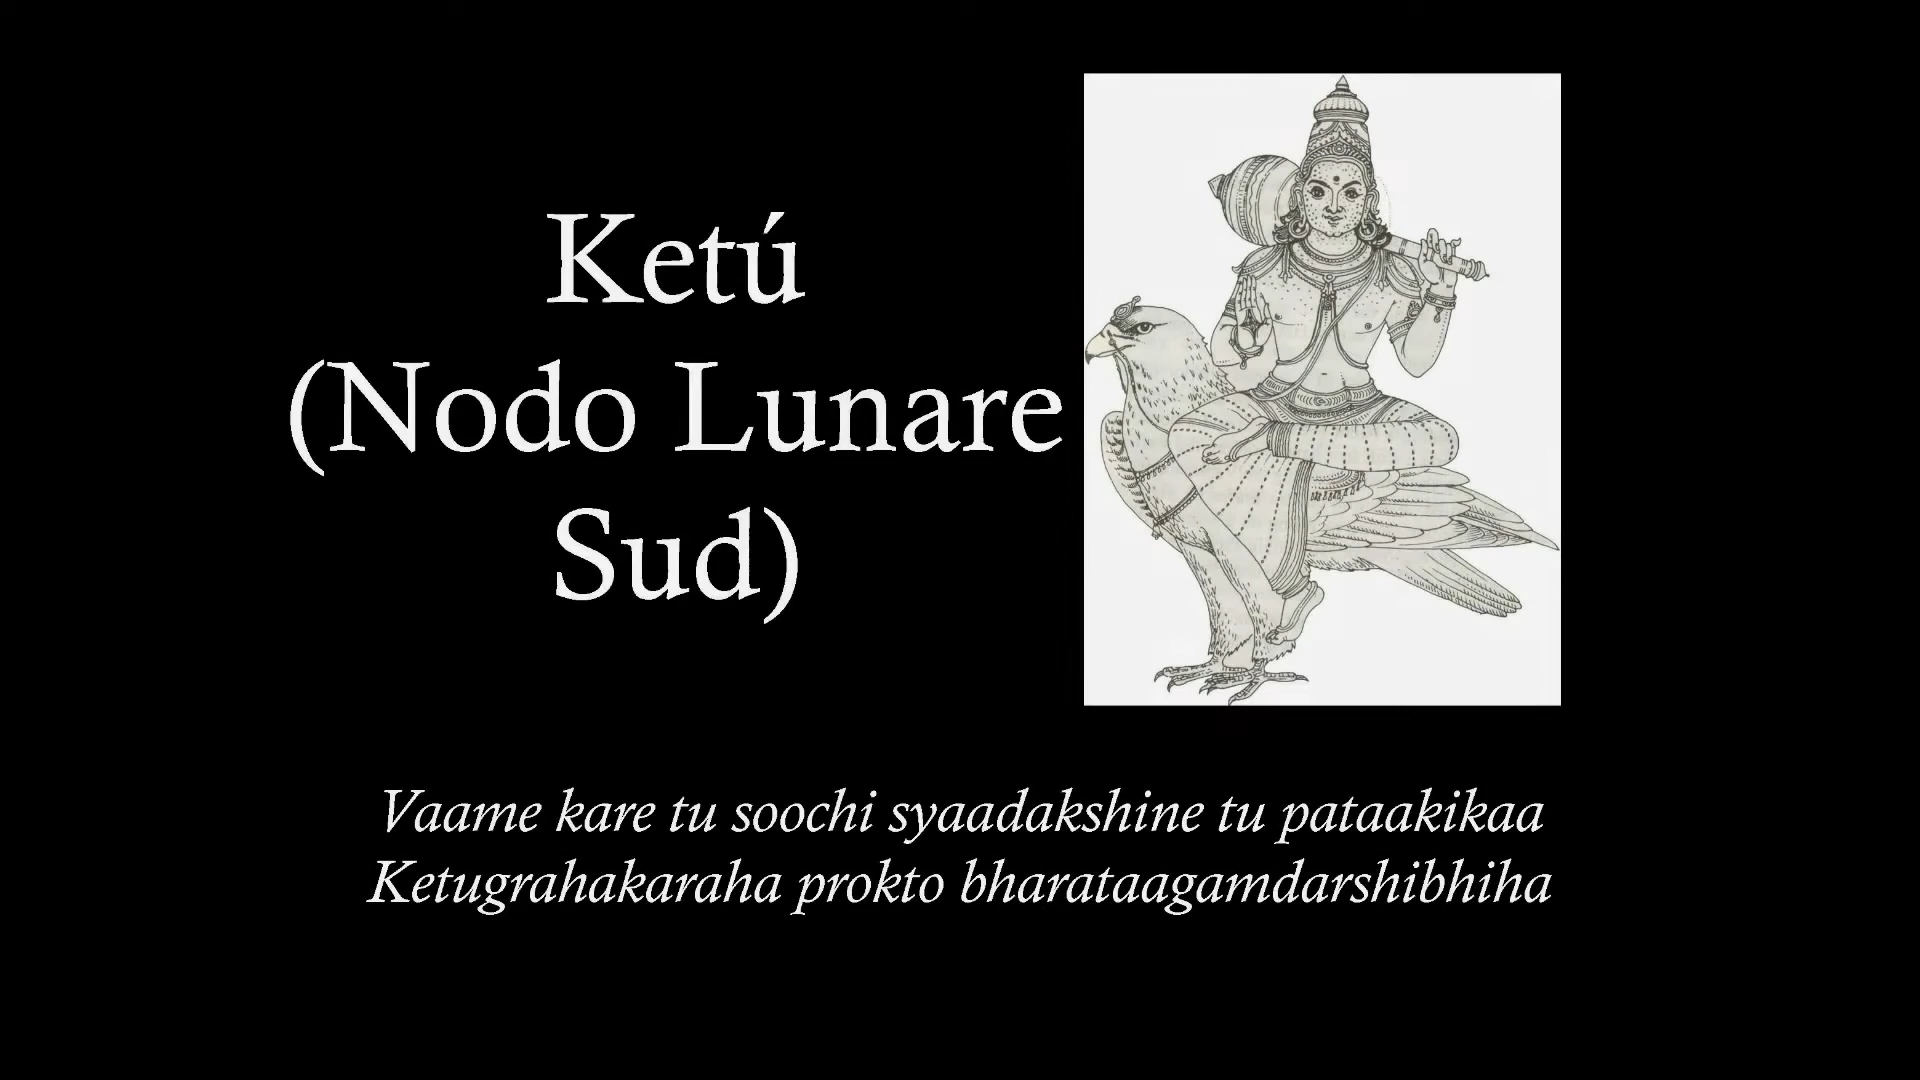 Ketú
(Nodo Lunare
Sud)
Vaame kare tu soochi syaadakshine tu pataakikaa
Ketugrahakaraha prokto bharataagamdarshibhiha